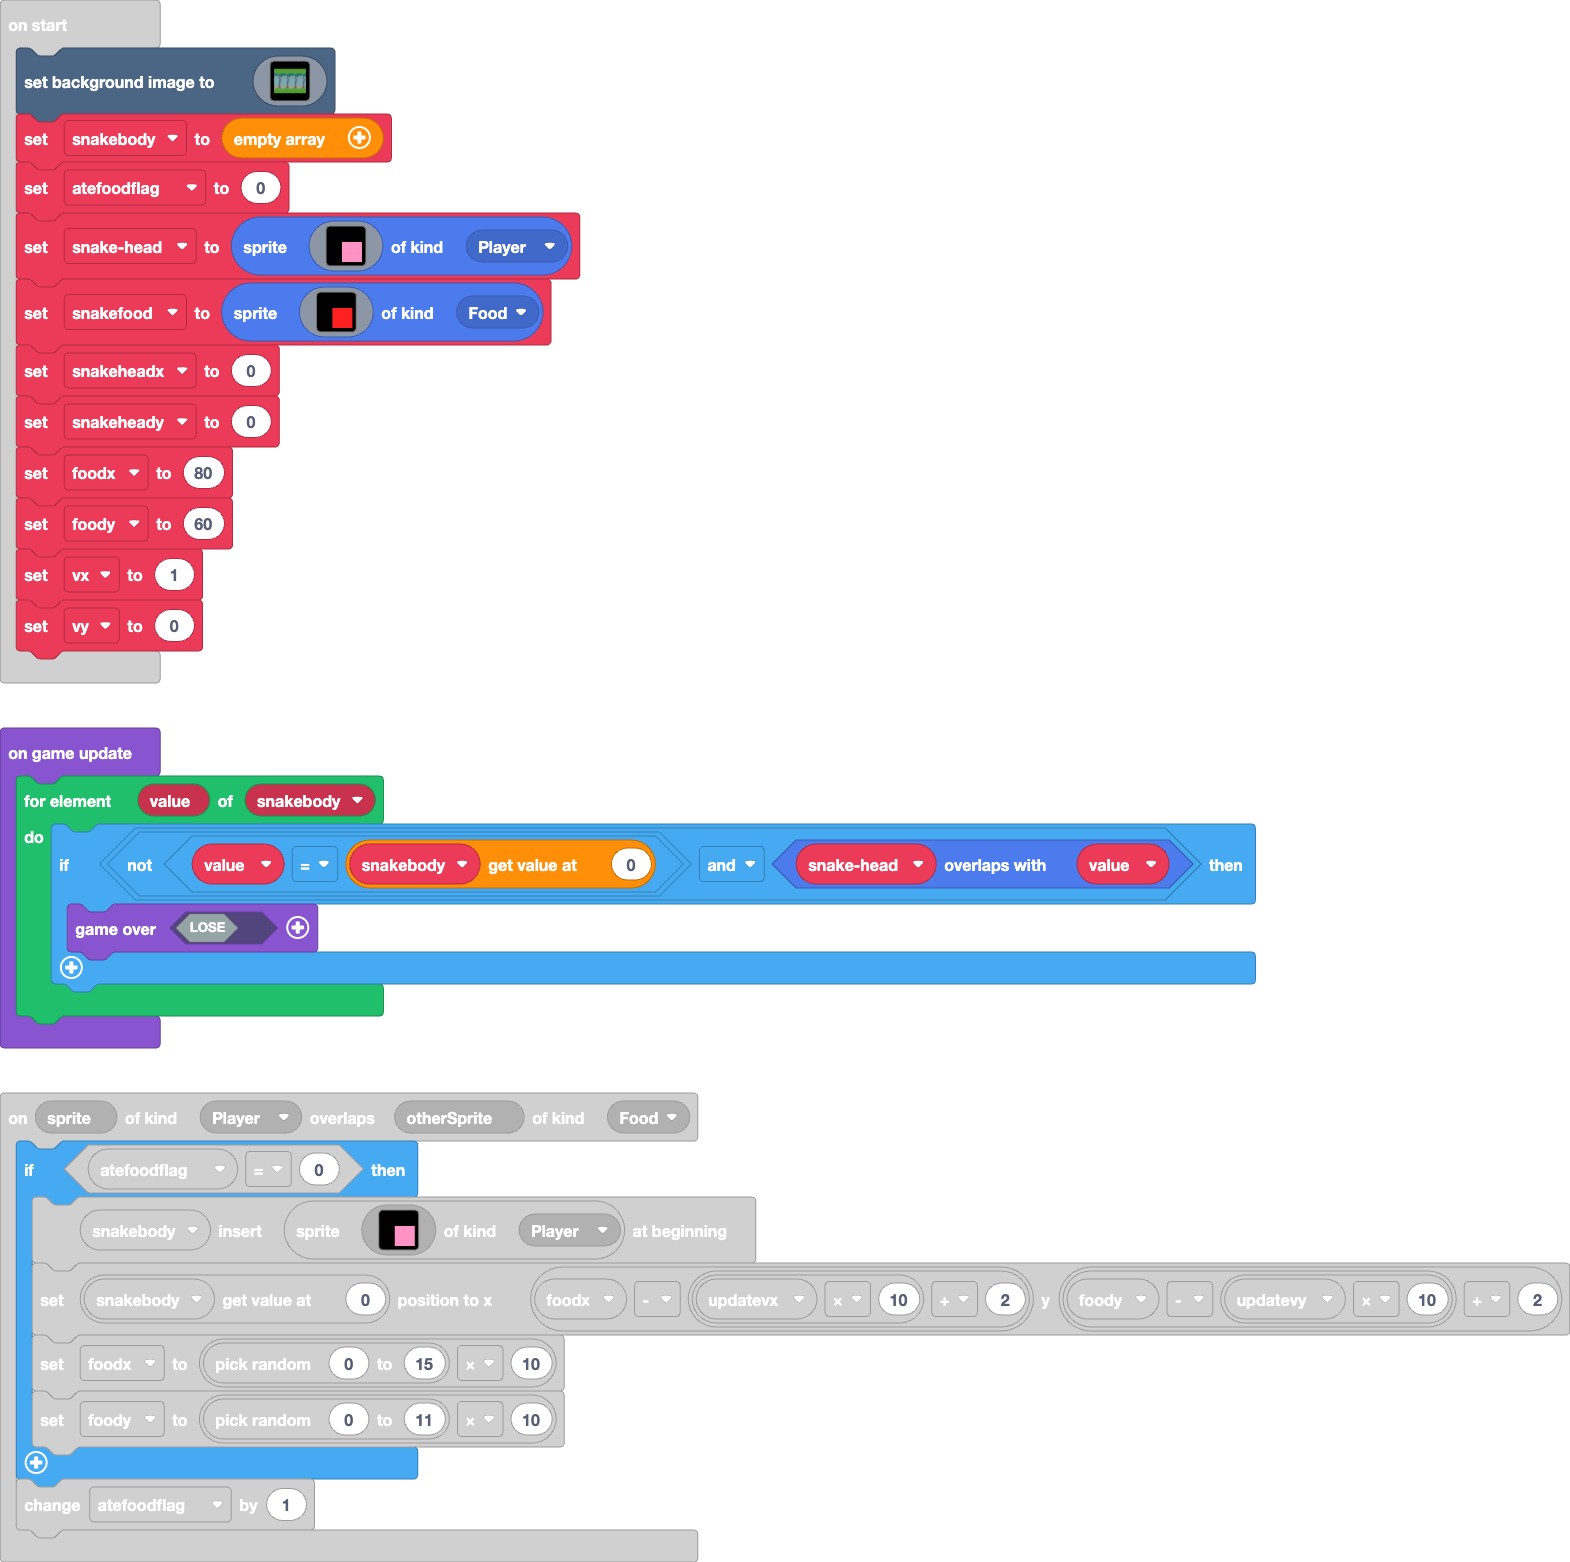 on start
set background image to
set snakebody to empty array
set atefoodflag to 0
set snake-head to sprite of kind Player
set snakefood to sprite of kind Food
set snakeheadx to 0
set snakeheady to 0
set foodx to 80
set foody to 60
set vx to 1
set vy to 0
on game update
for element value of snakebody
do
if not value = snakebody get value at 0 and snake-head overlaps with value then
game over LOSE
on sprite of kind Player overlaps otherSprite of kind Food
if atefoodflag = 0 then
snakebody insert sprite of kind Player at beginning
set snakebody get value at 0 position to x foodx - updatevx × 10 + 2 y foody - updatevy × 10 + 2
set foodx to pick random 0 to 15 × 10
set foody to pick random 0 to 11 × 10
change atefoodflag by 1